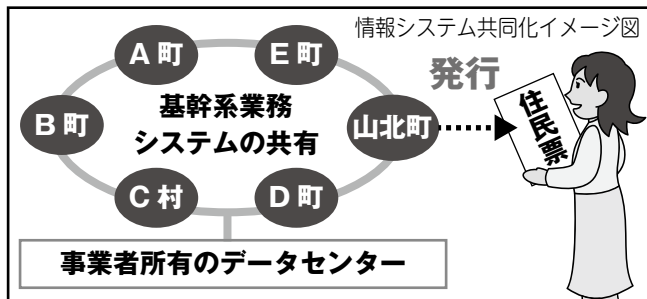 情報システム共同化イメージ図
A町
E町
発行
B町
基幹系業務
システムの共有
山北町
住民票
C村
D町
事業者所有のデータセンター